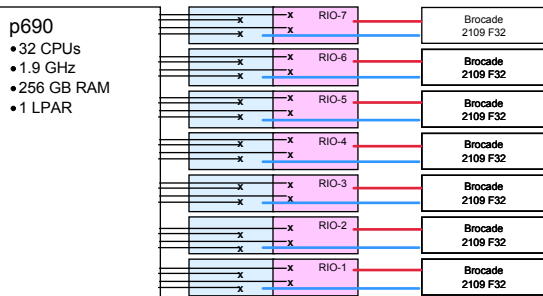 p690
• 32 CPUs
• 1.9 GHz
• 256 GB RAM
• 1 LPAR
x
x
x
RIO-7
Brocade
2109 F32
x
x
x
RIO-6
Brocade
2109 F32
x
x
x
RIO-5
Brocade
2109 F32
x
x
x
RIO-4
Brocade
2109 F32
x
x
x
RIO-3
Brocade
2109 F32
x
x
x
RIO-2
Brocade
2109 F32
x
x
x
RIO-1
Brocade
2109 F32